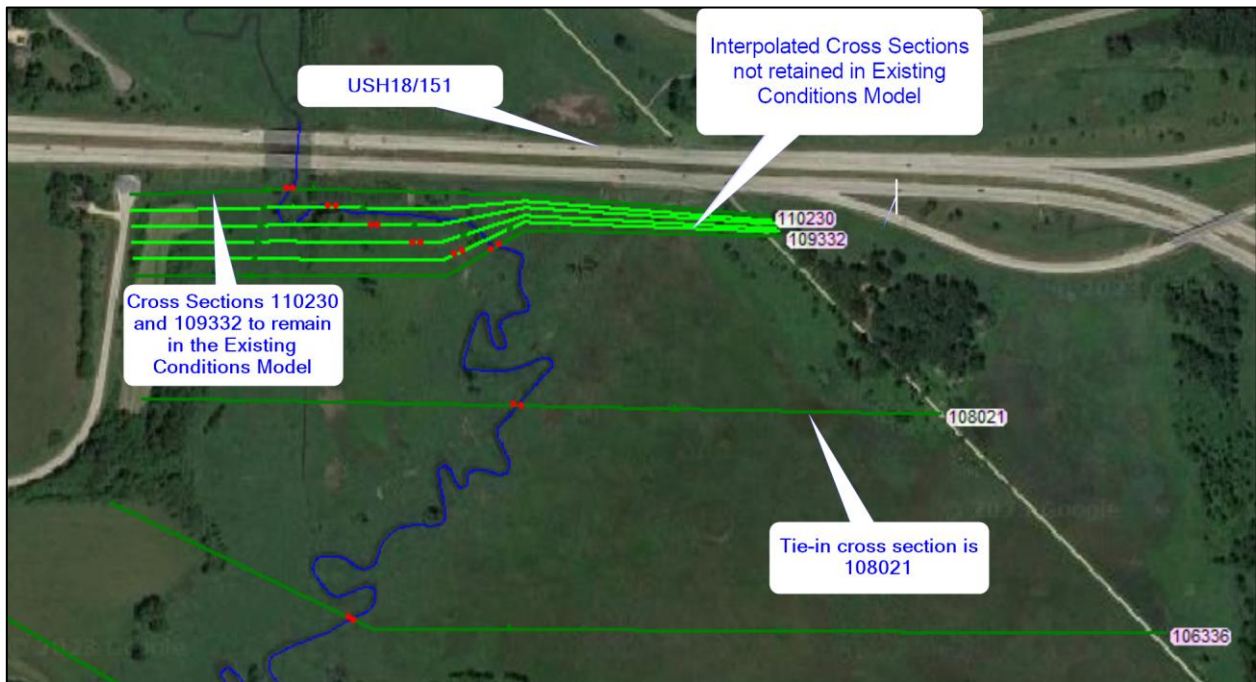 Interpolated Cross Sections
not retained in Existing
Conditions Model
USH18/151
110230
109332
Cross Sections 110230
and 109332 to remain
in the Existing
Conditions Model
108021
Tie-in cross section is
108021
106336